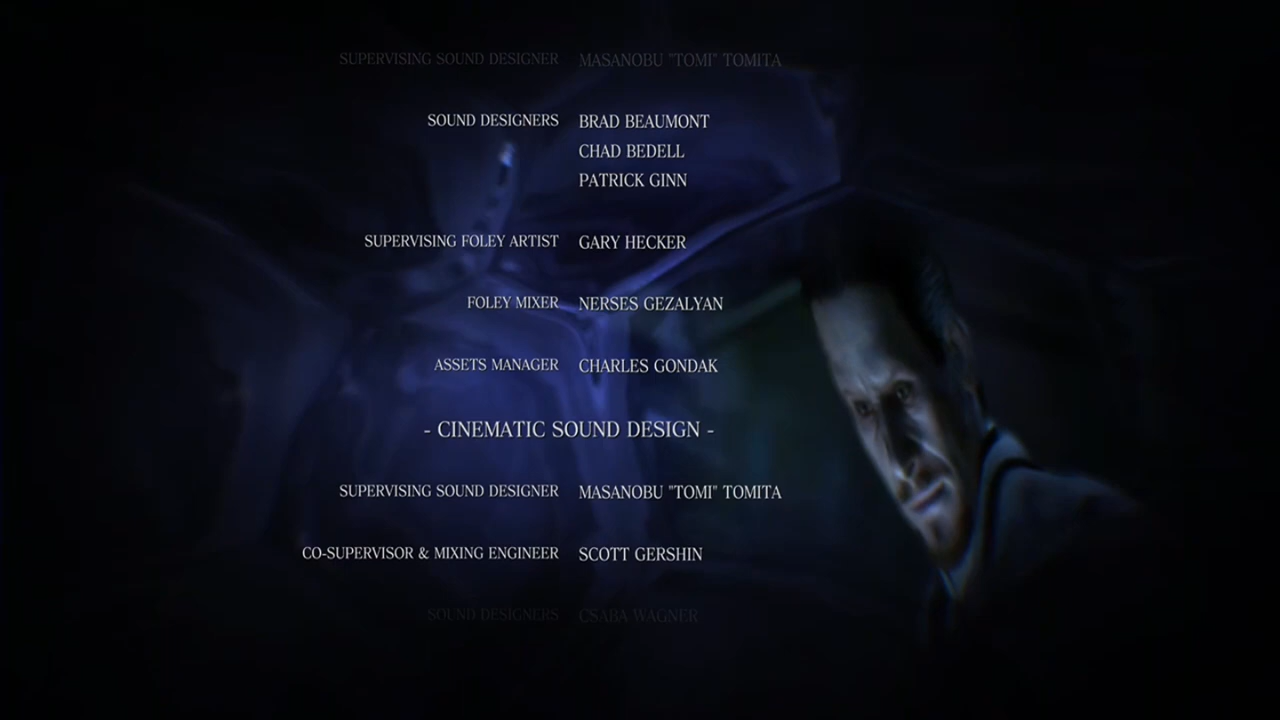 SUPERVISING SOUND DESIGNER MASANOBU "TOMI" TOMITA
SOUND DESIGNERS BRAD BEAUMONT
CHAD BEDELL
PATRICK GINN
SUPERVISING FOLEY ARTIST GARY HECKER
FOLEY MIXER NERSES GEZALYAN
ASSETS MANAGER CHARLES GONDAK
- CINEMATIC SOUND DESIGN -
SUPERVISING SOUND DESIGNER MASANOBU "TOMI" TOMITA
CO-SUPERVISOR & MIXING ENGINEER SCOTT GERSHIN
SOUND DESIGNERS CSABA WAGNER